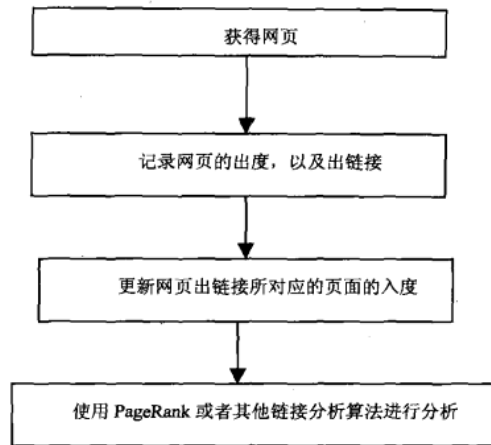 获得网页
记录网页的出度，以及出链接
更新网页出链接所对应的页面的入度
使用 PageRank 或者其他链接分析算法进行分析